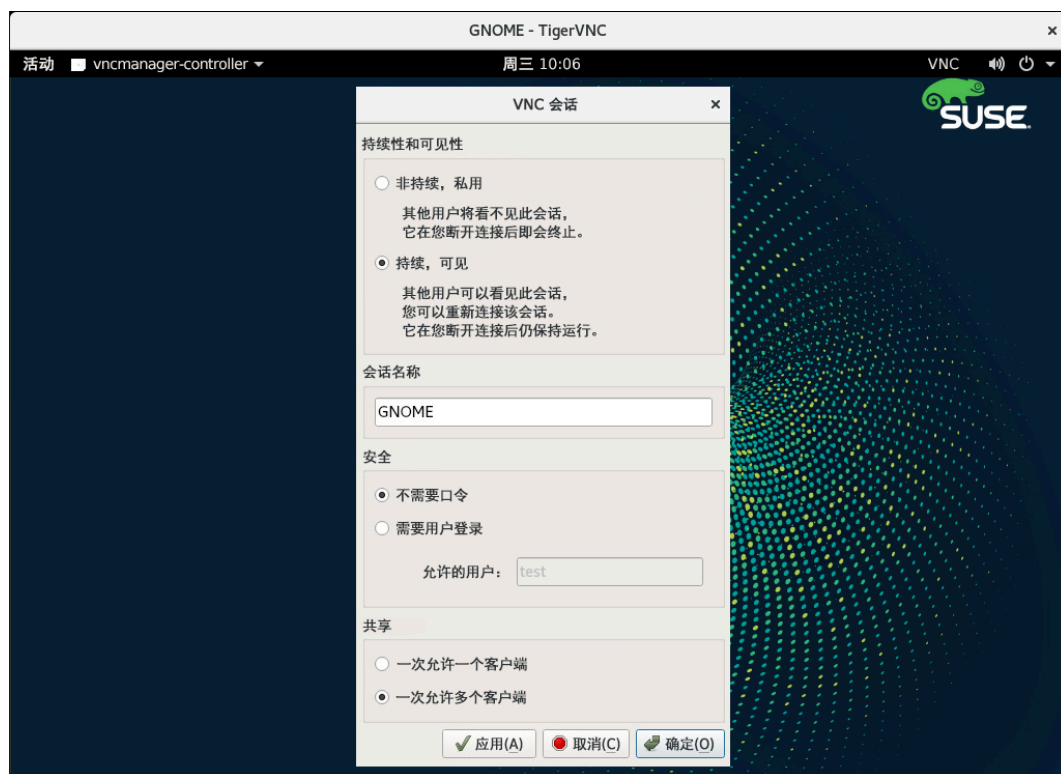 GNOME - TigerVNC
活动 vncmanager-controller 周三 10:06 VNC
SUSE
VNC 会话
持续性和可见性
非持续，私用
其他用户将看不见此会话，
它在您断开连接后即会终止。
持续，可见
其他用户可以看见此会话，
您可以重新连接该会话。
它在您断开连接后仍保持运行。
会话名称
GNOME
安全
不需要口令
需要用户登录
允许的用户： test
共享
一次允许一个客户端
一次允许多个客户端
应用(A) 取消(C) 确定(O)